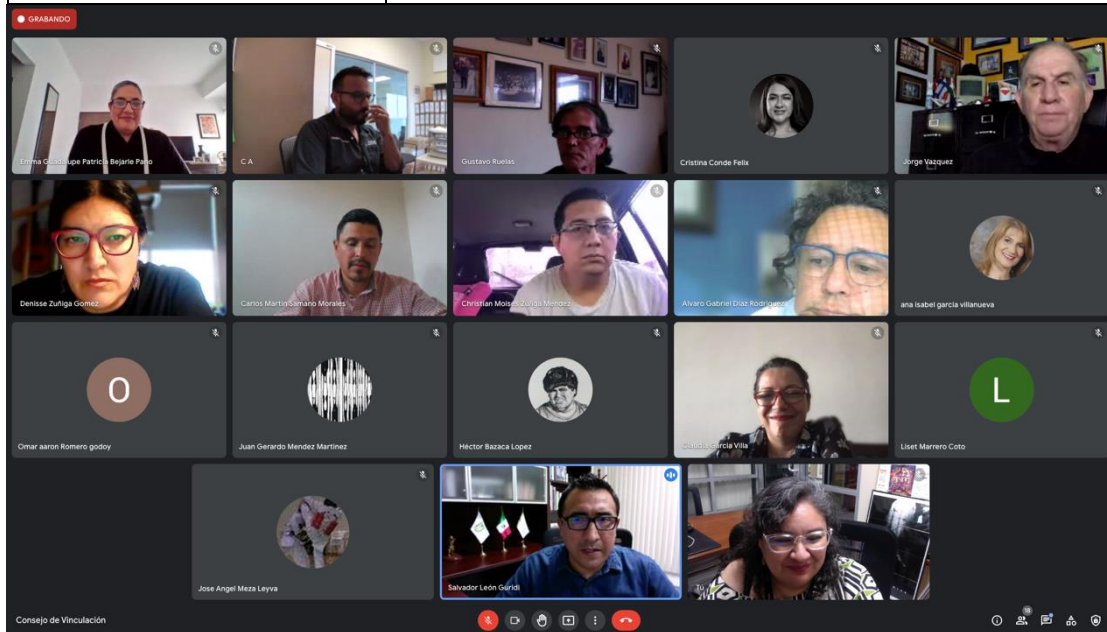 GRABANDO
Emma Guadalupe Patricia Bejarle Pano
C A
Gustavo Ruelas
Cristina Conde Felix
Jorge Vazquez
Denisse Zuñiga Gomez
Carlos Martin Samano Morales
Christian Moises Zuñiga Mendez
Alvaro Gabriel Diaz Rodriguez
ana isabel garcia villanueva
O
Omar aaron Romero godoy
Juan Gerardo Mendez Martinez
Héctor Bazaca Lopez
Claudia Garcia Villa
L
Liset Marrero Coto
Jose Angel Meza Leyva
Salvador León Guridi
Tú
Consejo de Vinculación
18